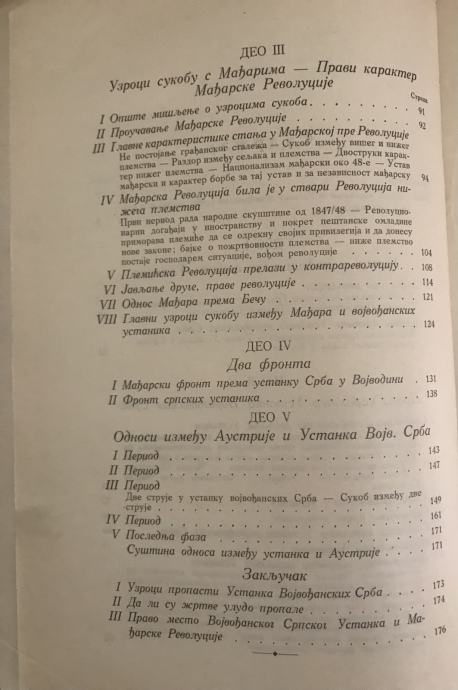 ДЕО III
Узроци сукобу с Мађарима — Прави карактер
Мађарске Револуције
Страна
I Опште мишљење о узроцима сукоба . . . . . . . 91
II Проучавање Мађарске Револуције . . . . . . . . 92
III Главне карактеристике стања у Мађарској пре Револуције
Не постојање грађанског сталежа — Сукоб између вишег и нижег
племства — Раздор између сељака и племства — Двоструки карак-
тер нижег племства — Национализам мађарски око 48-е — Устав
мађарски и карактер борбе за тај устав и за независност мађарску 94
IV Мађарска Револуција била је у ствари Револуција ни-
жега племства
Први период рада народне скупштине од 1847/48 — Револуцио-
нарни догађаји у иностранству и покрет пештанске омладине
приморава племиће да се одрекну својих привилегија и да донесу
нове законе; бајке о пожртвовности племства — ниже племство
постаје господарем ситуације, вођом револуције . . . . . 104
V Племићска Револуција прелази у контрареволуцију . 108
VI Јављање друге, праве револуције . . . . . . . 114
VII Однос Мађара према Бечу . . . . . . . . . 121
VIII Главни узроци сукобу између Мађара и војвођанских
устаника . . . . . . . . . . . . . . 124
ДЕО IV
Два фронта
I Мађарски фронт према устанку Срба у Војводини . 131
II Фронт српских устаника . . . . . . . . . . 138
ДЕО V
Односи између Аустрије и Устанка Војв. Срба
I Период . . . . . . . . . . . . . . . 143
II Период . . . . . . . . . . . . . . . 147
III Период
Две струје у устанку војвођанских Срба — Сукоб између две
струје . . . . . . . . . . . . . . . 149
IV Период . . . . . . . . . . . . . . . 161
V Последња фаза . . . . . . . . . . . . 171
Суштина односа између устанка и Аустрије . . . . 171
Закључак
I Узроци пропасти Устанка Војвођанских Срба . . . 173
II Да ли су жртве улудо пропале . . . . . . . . 174
III Право место Војвођанског Српског Устанка и Ма-
ђарске Револуције . . . . . . . . . . . 176